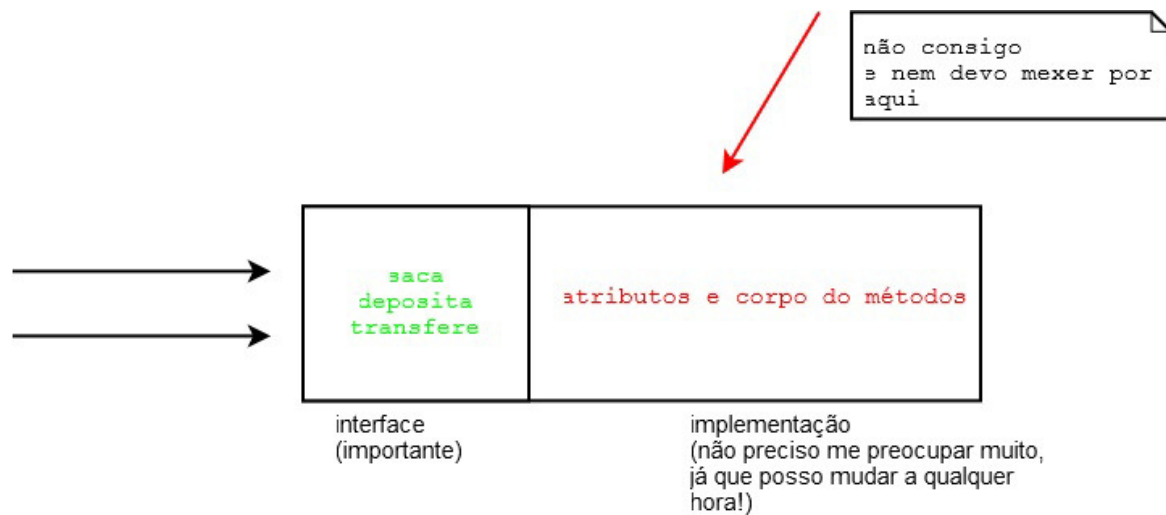 não consigo
e nem devo mexer por
aqui
saca
deposita
transfere
atributos e corpo do métodos
interface
(importante)
implementação
(não preciso me preocupar muito,
já que posso mudar a qualquer
hora!)